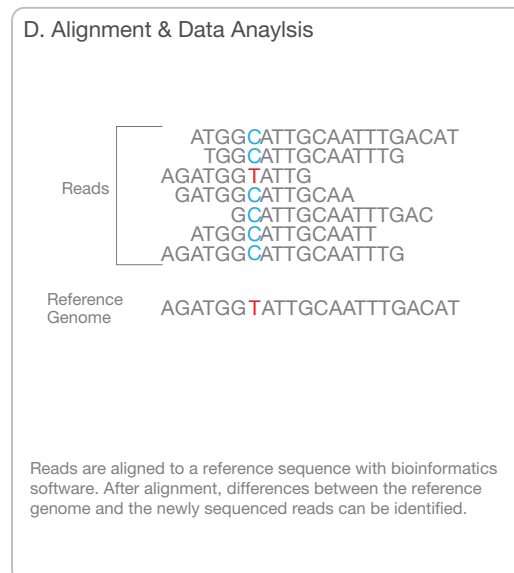 D. Alignment & Data Anaylsis
ATGGCATTGCAATTTGACAT
TGGCATTGCAATTTG
AGATGGTATTG
GATGGCATTGCAA
GCATTGCAATTTGAC
ATGGCATTGCAATT
AGATGGCATTGCAATTTG
Reads
Reference
Genome
AGATGGTATTGCAATTTGACAT
Reads are aligned to a reference sequence with bioinformatics
software. After alignment, differences between the reference
genome and the newly sequenced reads can be identified.